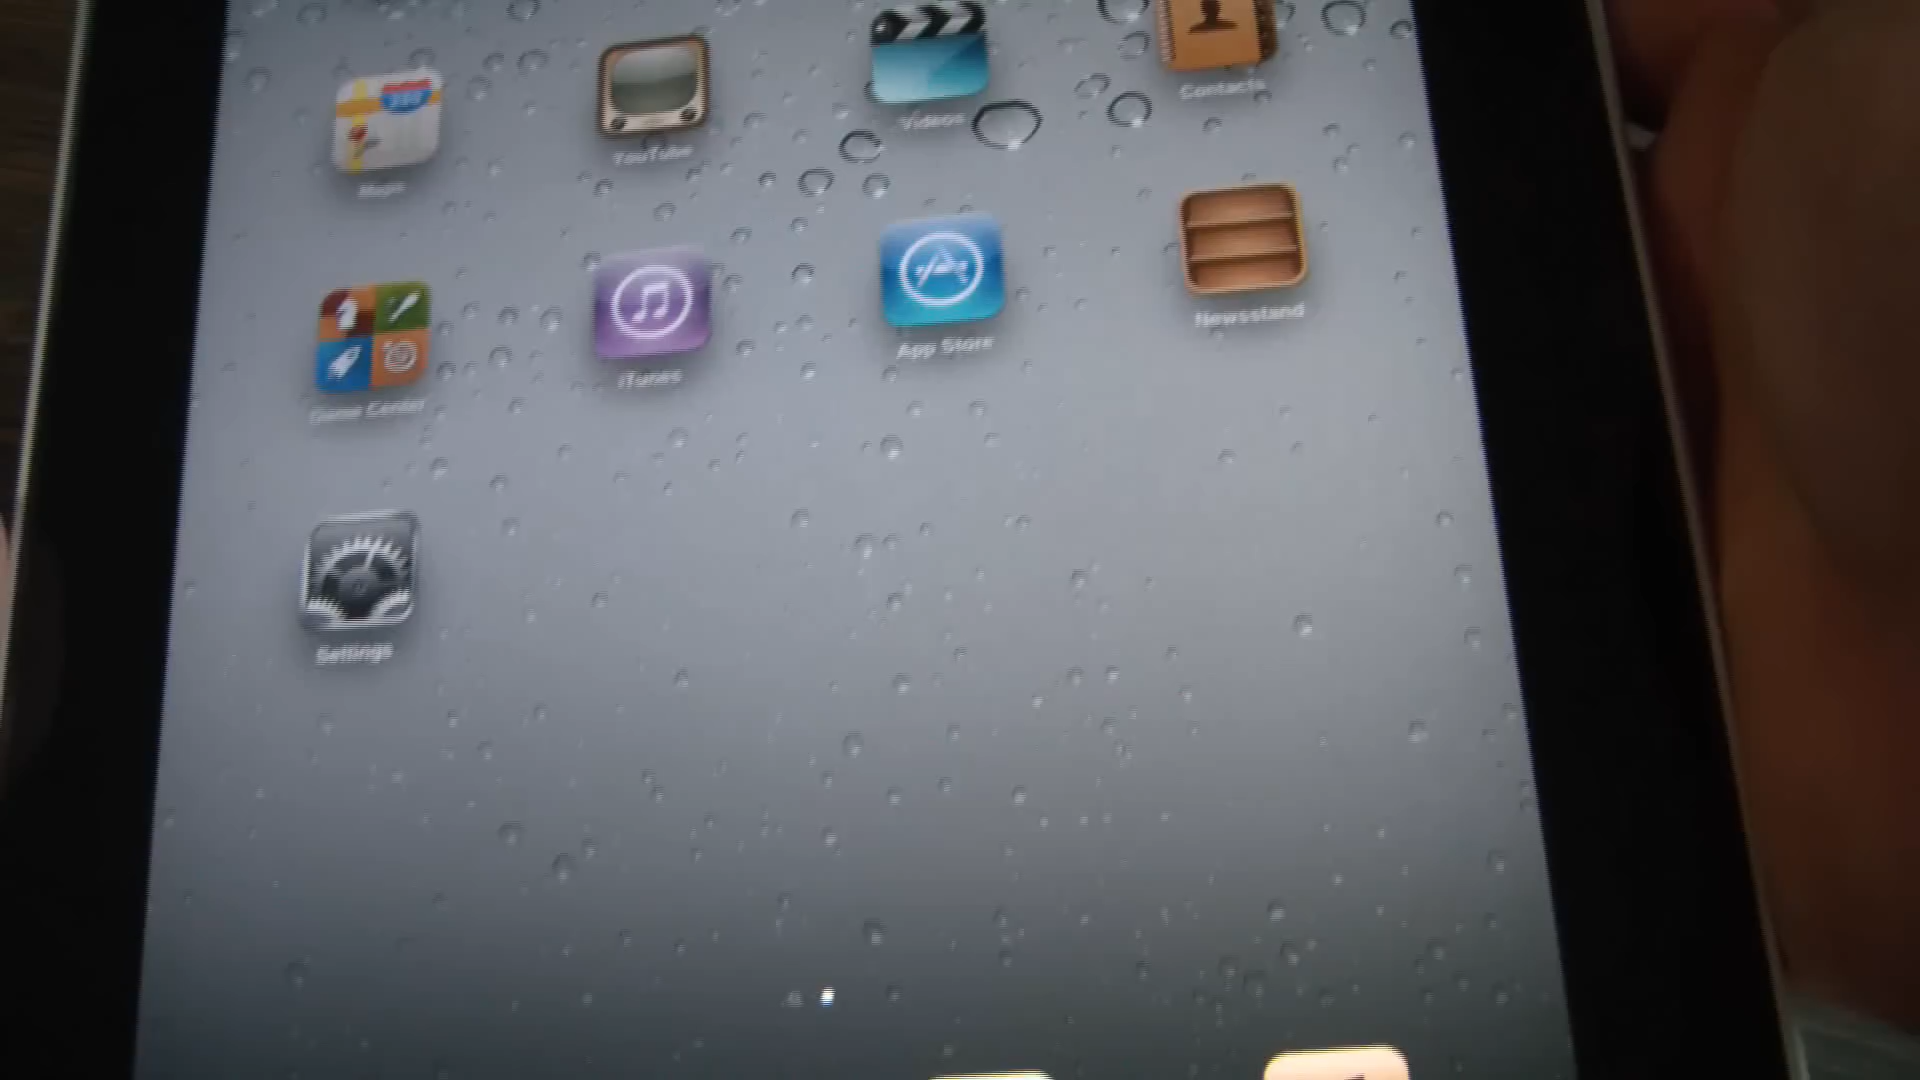 Contacts
Videos
YouTube
Maps
Newsstand
App Store
iTunes
Game Center
Settings